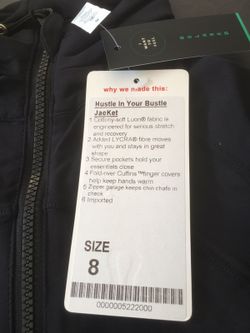 why we made this:
Hustle In Your Bustle
Jacket
1 Cottony-soft Luon® fabric is
engineered for serious stretch
and recovery
2 Added LYCRA® fibre moves
with you and stays in great
shape
3 Secure pockets hold your
essentials close
4 Fold-over Cuffins™ finger covers
help keep hands warm
5 Zipper garage keeps chin chafe in
check
6 Imported
SIZE
8
0000005222000